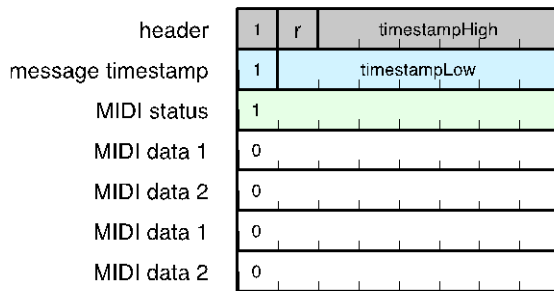 header 1 r timestampHigh
message timestamp 1 timestampLow
MIDI status 1
MIDI data 1 0
MIDI data 2 0
MIDI data 1 0
MIDI data 2 0